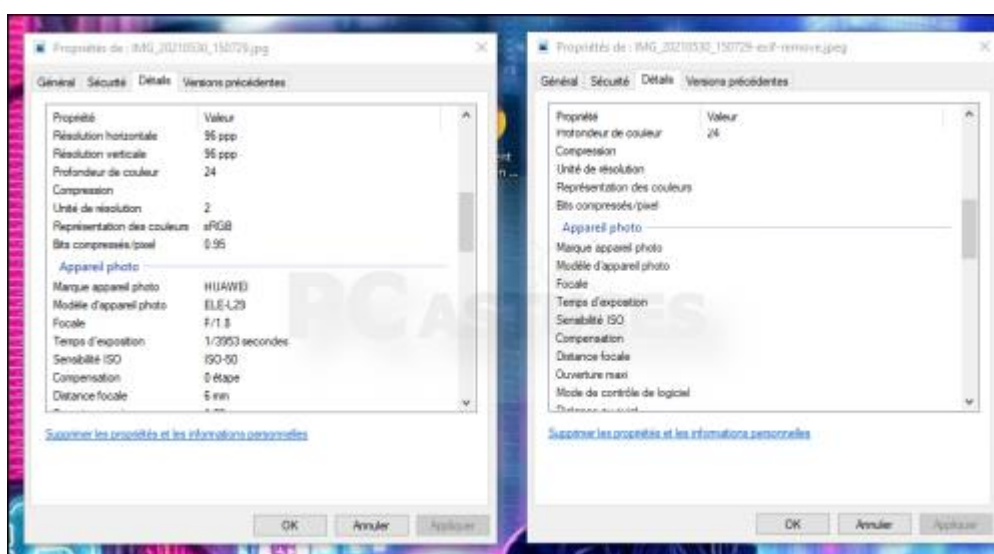 Propriétés de : IMG_20210530_150729.jpg
Général Sécurité Détails Versions précédentes
Propriété Valeur
Résolution horizontale 96 ppp
Résolution verticale 96 ppp
Profondeur de couleur 24
Compression
Unité de résolution 2
Représentation des couleurs sRGB
Bits compressés/pixel 0.95
Appareil photo
Marque appareil photo HUAWEI
Modèle d'appareil photo ELE-L29
Focale F/1.8
Temps d'exposition 1/3953 secondes
Sensibilité ISO ISO-50
Compensation 0 étape
Distance focale 6 mm
Supprimer les propriétés et les informations personnelles
OK Annuler Appliquer
Propriétés de : IMG_20210530_150729-exif-remove.jpeg
Général Sécurité Détails Versions précédentes
Propriété Valeur
Profondeur de couleur 24
Compression
Unité de résolution
Représentation des couleurs
Bits compressés/pixel
Appareil photo
Marque appareil photo
Modèle d'appareil photo
Focale
Temps d'exposition
Sensibilité ISO
Compensation
Distance focale
Ouverture maxi
Mode de contrôle de logiciel
Supprimer les propriétés et les informations personnelles
OK Annuler Appliquer
PC ASTUCES